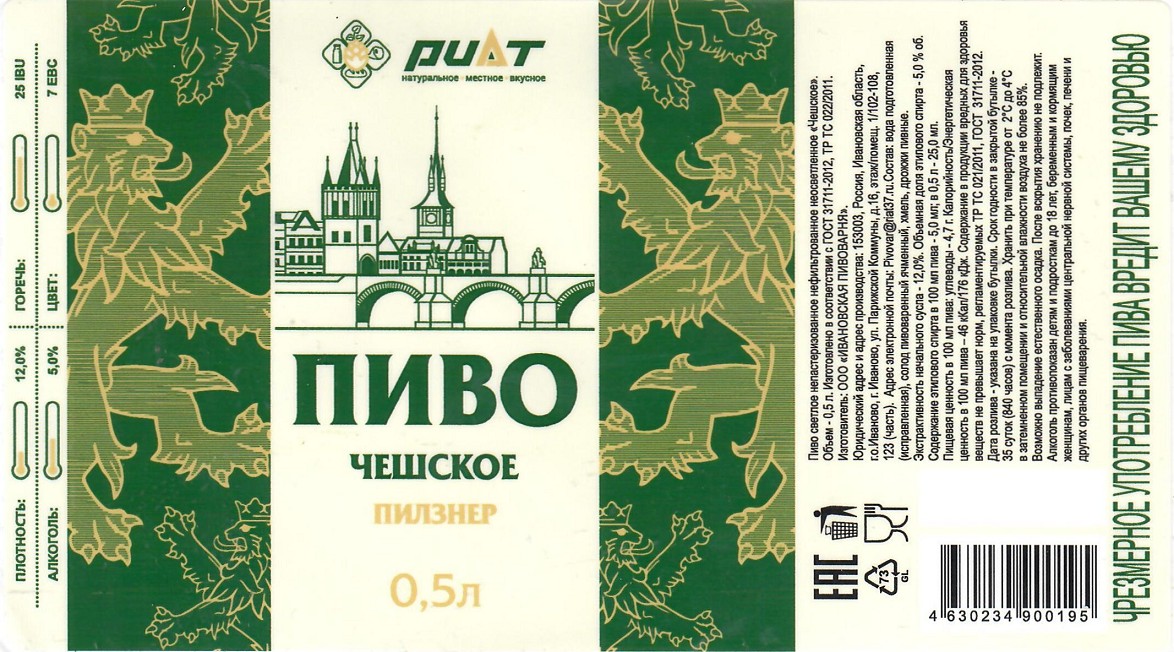 ПЛОТНОСТЬ: 12,0% ГОРЕЧЬ: 25 IBU
АЛКОГОЛЬ: 5,0% ЦВЕТ: 7 EBC
РИАТ
натуральное местное вкусное
ПИВО
ЧЕШСКОЕ
ПИЛЗНЕР
0,5л
Пиво светлое непастеризованное нефильтрованное неосветленное «Чешское».
Объем - 0,5 л. Изготовлено в соответствии с ГОСТ 31711-2012, ТР ТС 022/2011.
Изготовитель: ООО «ИВАНОВСКАЯ ПИВОВАРНЯ».
Юридический адрес и адрес производства: 153003, Россия, Ивановская область,
г.о.Иваново, г. Иваново, ул. Парижской Коммуны, д.16, этаж/помещ. 1/102-108,
123 (часть). Адрес электронной почты: Pivovar@riat37.ru.Состав: вода подготовленная
(исправленная), солод пивоваренный ячменный, хмель, дрожжи пивные.
Экстрактивность начального сусла - 12,0%. Объемная доля этилового спирта - 5,0 % об.
Содержание этилового спирта в 100 мл пива - 5,0 мл; в 0,5 л - 25,0 мл.
Пищевая ценность в 100 мл пива: углеводы - 4,7 г. Калорийность/Энергетическая
ценность в 100 мл пива – 46 кКал/176 кДж. Содержание в продукции вредных для здоровья
веществ не превышает норм, регламентируемых ТР ТС 021/2011, ГОСТ 31711-2012.
Дата розлива - указана на упаковке бутылки. Срок годности в закрытой бутылке -
35 суток (840 часов) с момента розлива. Хранить при температуре от 2°С до 4°С
в затемненном помещении и относительной влажности воздуха не более 85%.
Возможно выпадение естественного осадка. После вскрытия хранению не подлежит.
Алкоголь противопоказан детям и подросткам до 18 лет, беременным и кормящим
женщинам, лицам с заболеваниями центральной нервной системы, почек, печени и
других органов пищеварения.
ЕАС
73
GL
4 630234 900195
ЧРЕЗМЕРНОЕ УПОТРЕБЛЕНИЕ ПИВА ВРЕДИТ ВАШЕМУ ЗДОРОВЬЮ